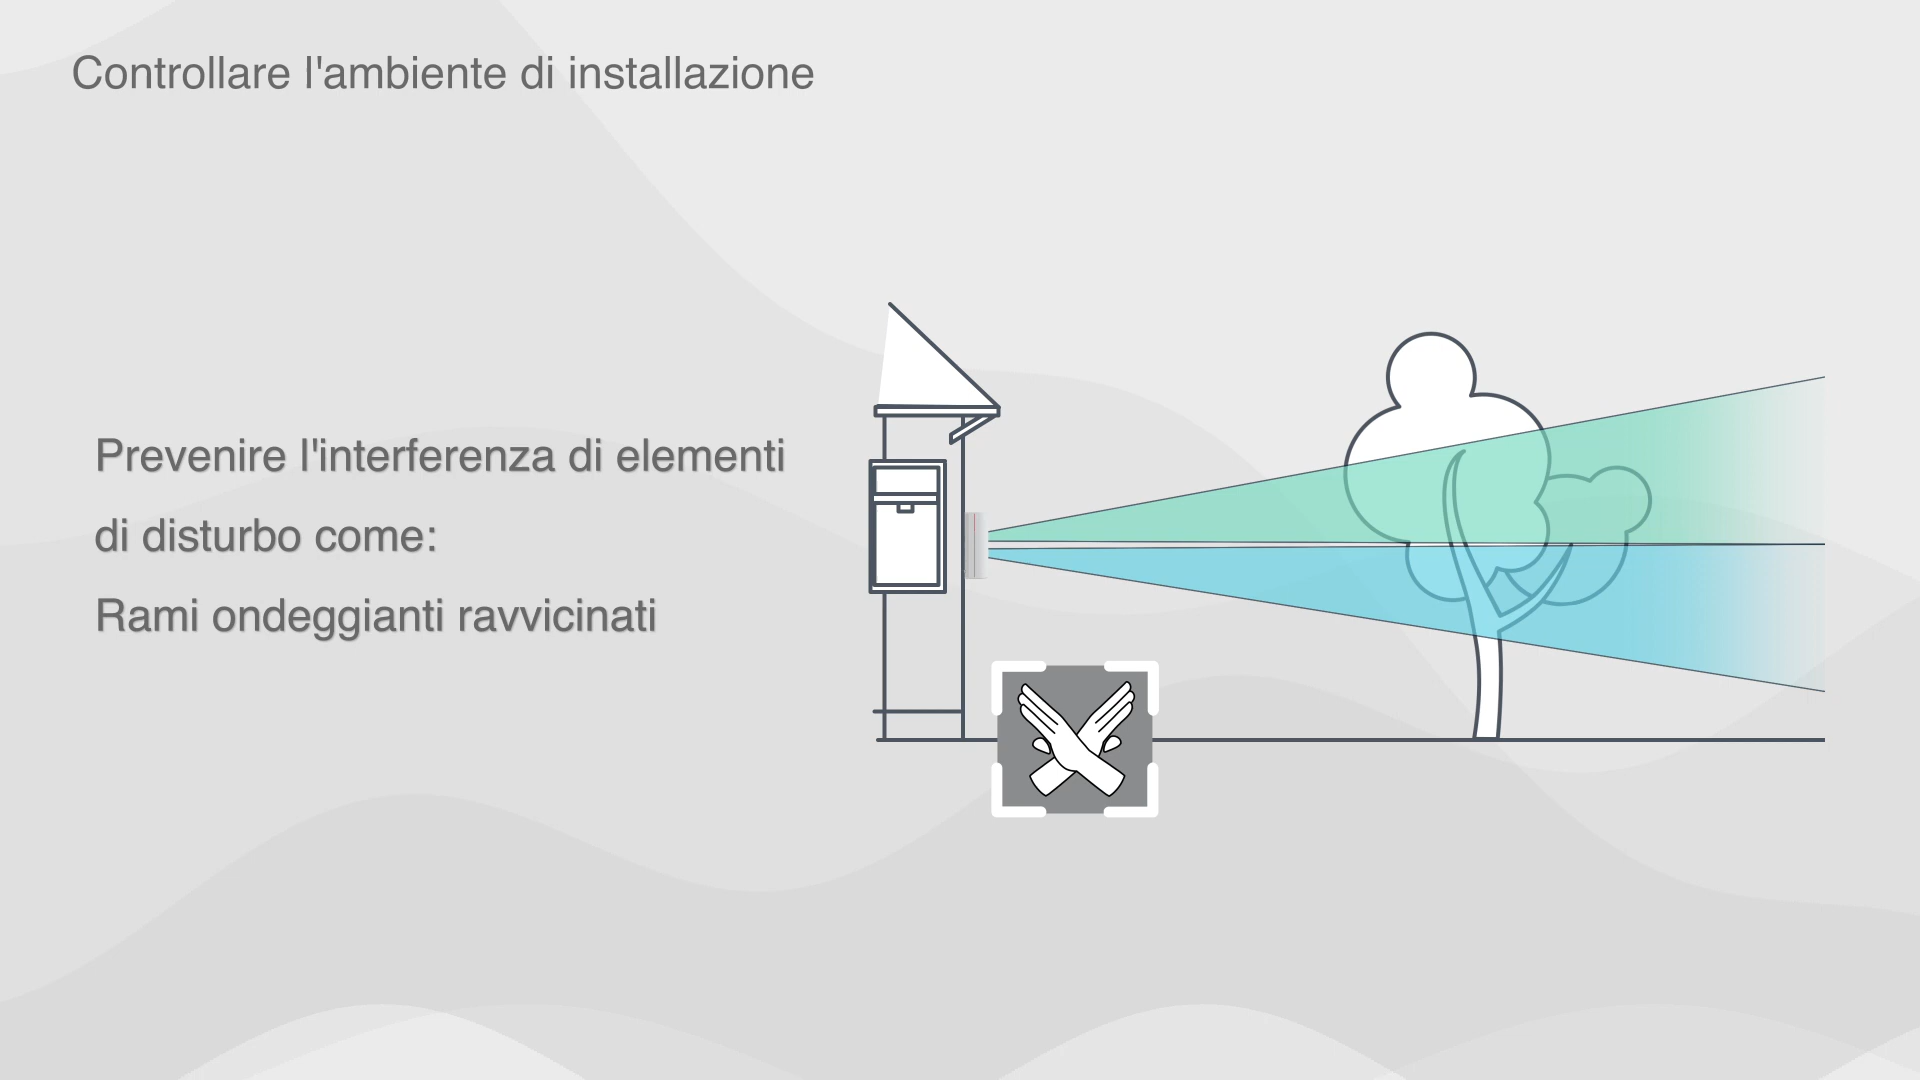 Controllare l'ambiente di installazione
Prevenire l'interferenza di elementi
di disturbo come:
Rami ondeggianti ravvicinati